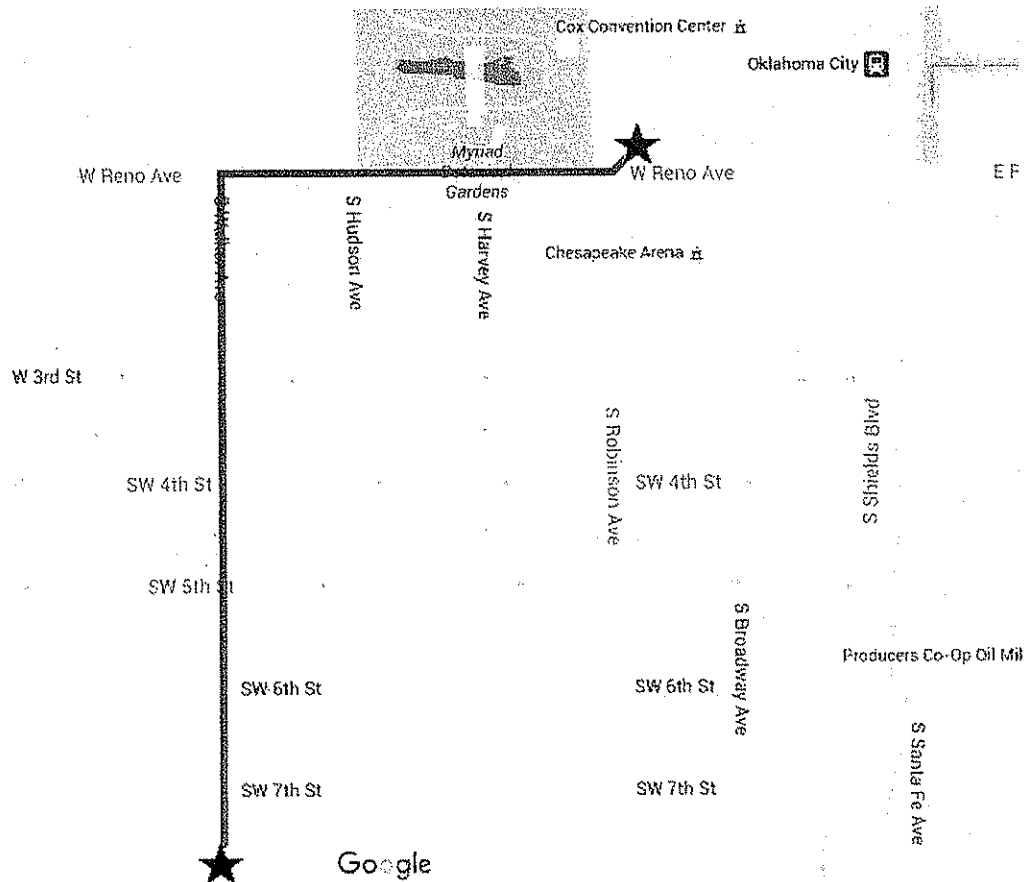 Cox Convention Center
Oklahoma City
Myriad
Gardens
W Reno Ave
W Reno Ave
E F
S Hudson Ave
S Harvey Ave
Chesapeake Arena
W 3rd St
S Robinson Ave
S Shields Blvd
SW 4th St
SW 4th St
SW 5th St
S Broadway Ave
Producers Co-Op Oil Mil
SW 6th St
SW 6th St
S Santa Fe Ave
SW 7th St
SW 7th St
Google